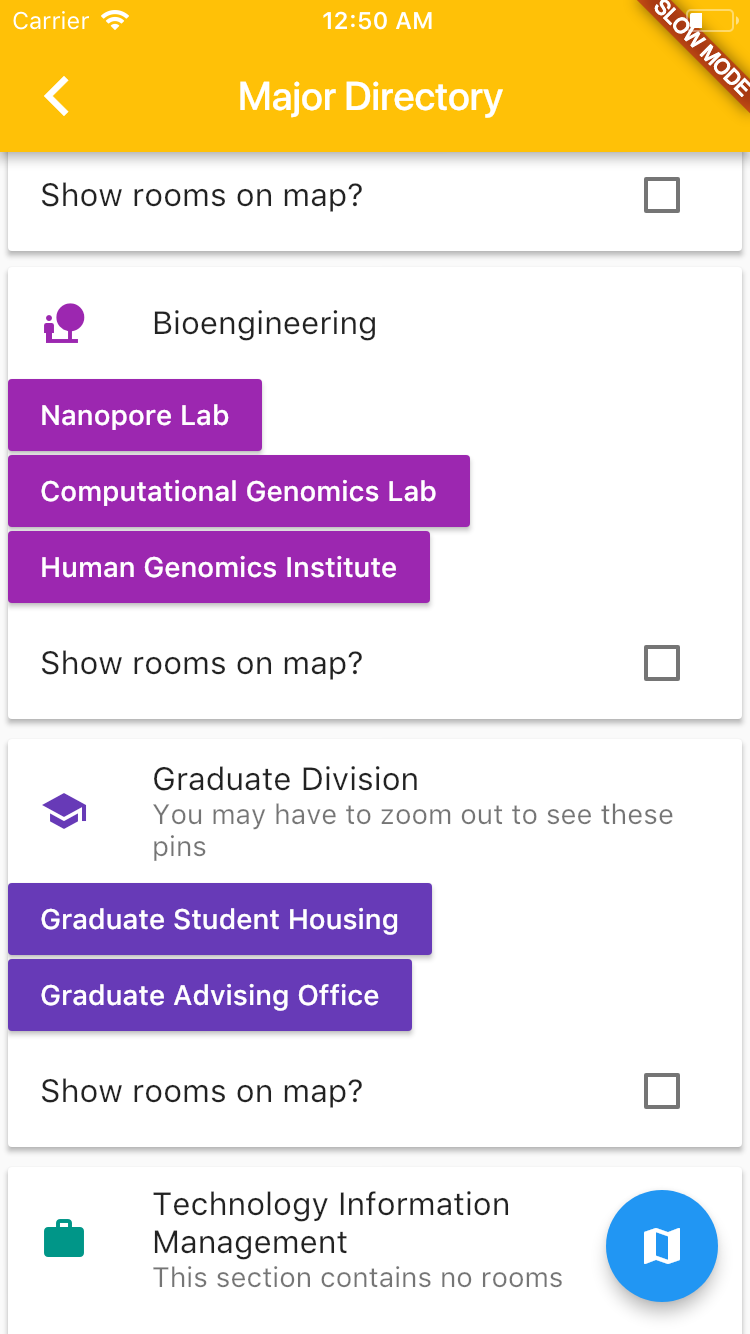 Carrier 12:50 AM
SLOW MODE
Major Directory
Show rooms on map?
Bioengineering
Nanopore Lab
Computational Genomics Lab
Human Genomics Institute
Show rooms on map?
Graduate Division
You may have to zoom out to see these
pins
Graduate Student Housing
Graduate Advising Office
Show rooms on map?
Technology Information
Management
This section contains no rooms